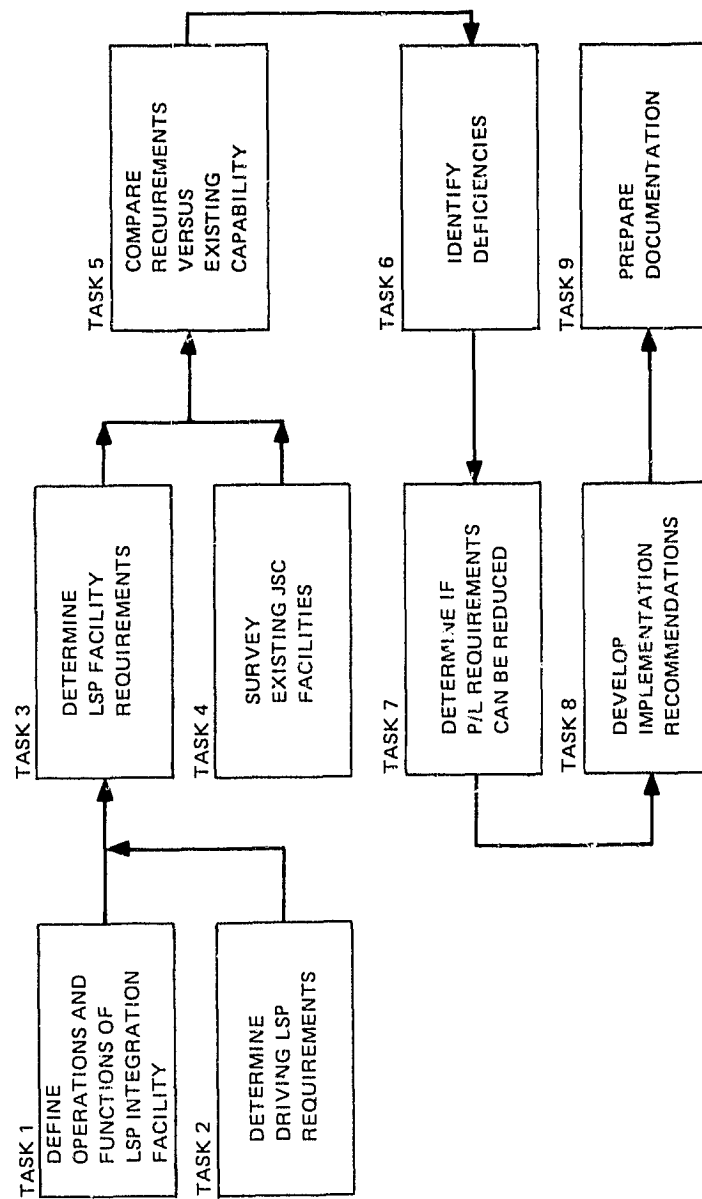 TASK 1
DEFINE
OPERATIONS AND
FUNCTIONS OF
LSP INTEGRATION
FACILITY
TASK 2
DETERMINE
DRIVING LSP
REQUIREMENTS
TASK 3
DETERMINE
LSP FACILITY
REQUIREMENTS
TASK 4
SURVEY
EXISTING JSC
FACILITIES
TASK 5
COMPARE
REQUIREMENTS
VERSUS
EXISTING
CAPABILITY
TASK 6
IDENTIFY
DEFICIENCIES
TASK 7
DETERMINE IF
P/L REQUIREMENTS
CAN BE REDUCED
TASK 8
DEVELOP
IMPLEMENTATION
RECOMMENDATIONS
TASK 9
PREPARE
DOCUMENTATION